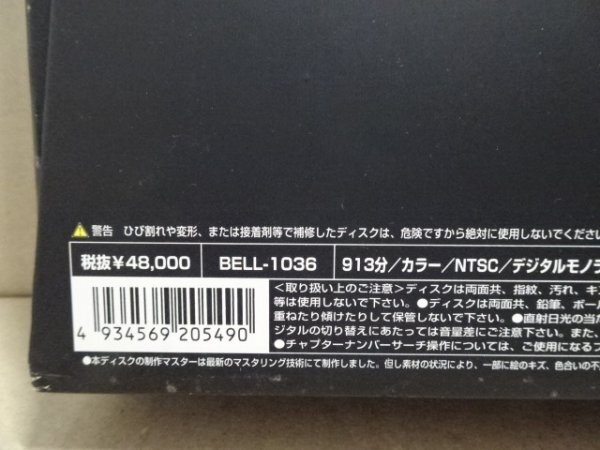 警告 ひび割れや変形、または接着剤等で補修したディスクは、危険ですから絶対に使用しないでください
税抜¥48,000 BELL-1036 913分/カラー/NTSC/デジタルモノラ
<取り扱い上のご注意>ディスクは両面共、指紋、汚れ、キズ
等は使用しないで下さい。●ディスクは両面共、鉛筆、ボール
重ねたり傾けたりして保管しないで下さい。●直射日光の当た
ジタルの切り替えにあたっては音量差にご注意下さい。また、
●チャプターナンバーサーチ操作については、ご使用になるプ
4 934569 205490
●本ディスクの制作マスターは最新のマスタリング技術にて制作しました。但し素材の状況により、一部に絵のキズ、色合いの不